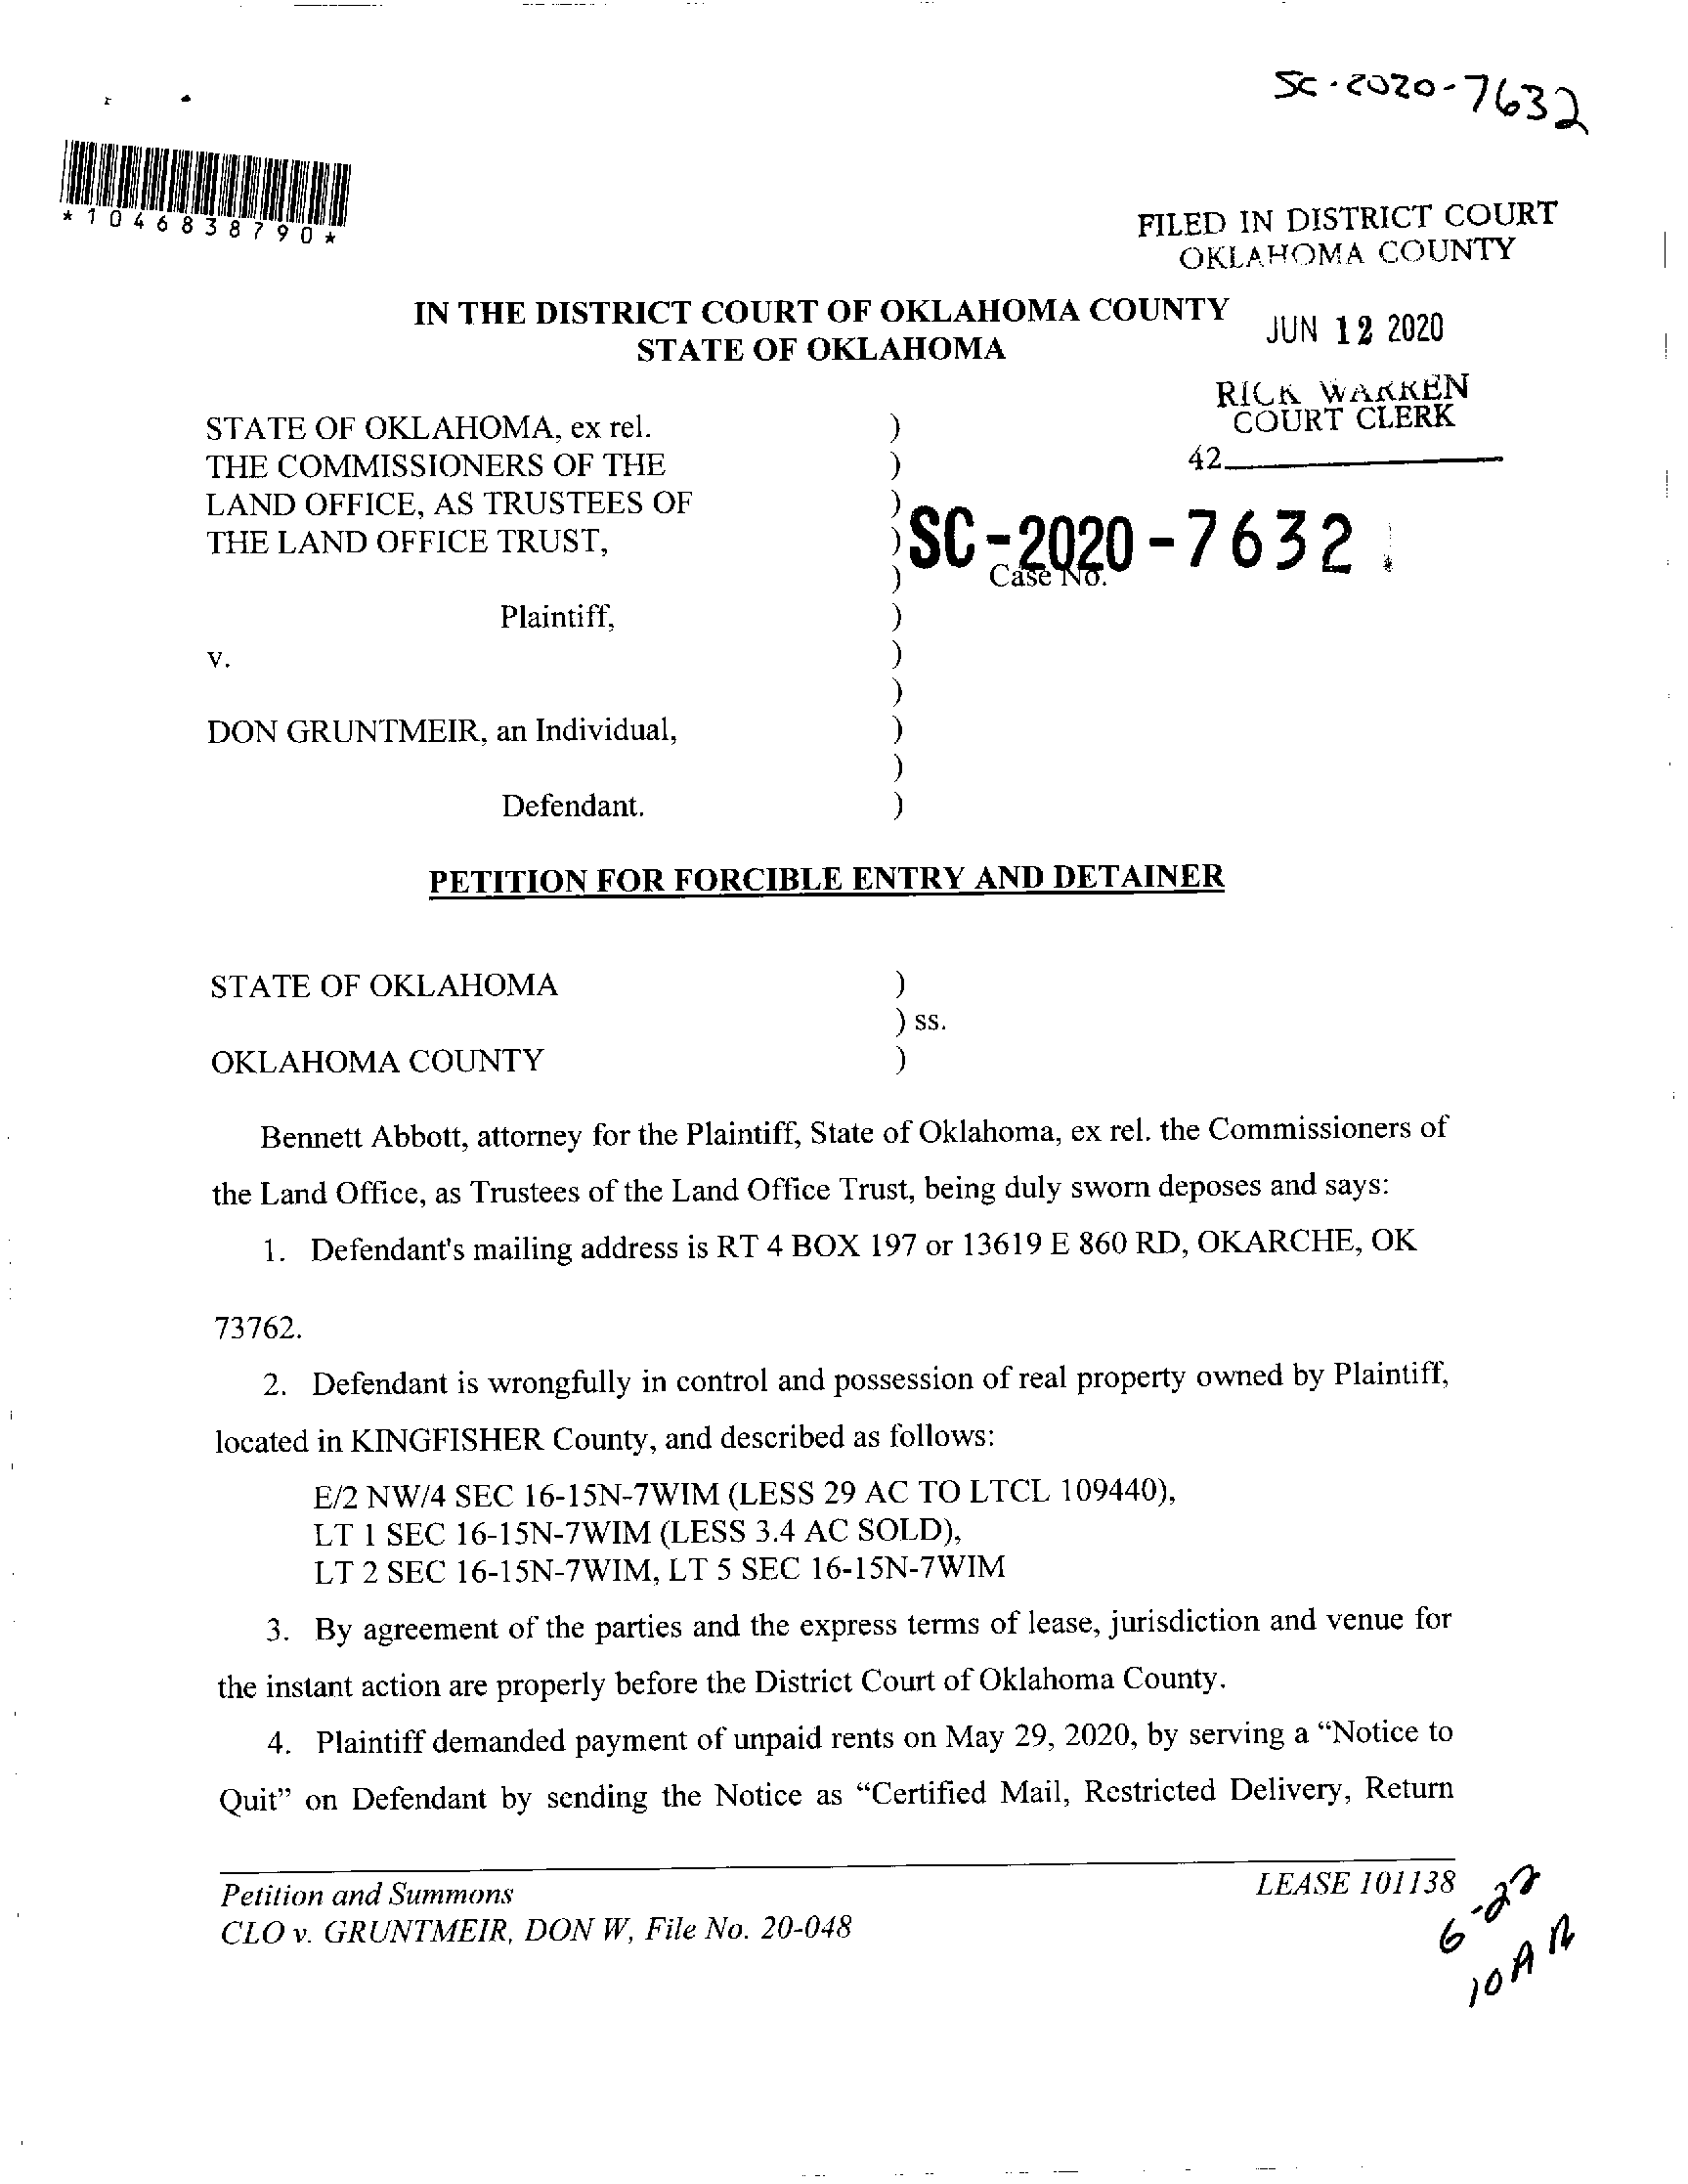 SC-2020-7632
*1046838790*
FILED IN DISTRICT COURT
OKLAHOMA COUNTY
IN THE DISTRICT COURT OF OKLAHOMA COUNTY
STATE OF OKLAHOMA
JUN 12 2020
RICK WARREN
COURT CLERK
42
STATE OF OKLAHOMA, ex rel. )
THE COMMISSIONERS OF THE )
LAND OFFICE, AS TRUSTEES OF )
THE LAND OFFICE TRUST, ) SC-2020-7632
) Case No.
Plaintiff, )
v. )
)
DON GRUNTMEIR, an Individual, )
)
Defendant. )
PETITION FOR FORCIBLE ENTRY AND DETAINER
STATE OF OKLAHOMA )
) ss.
OKLAHOMA COUNTY )
Bennett Abbott, attorney for the Plaintiff, State of Oklahoma, ex rel. the Commissioners of
the Land Office, as Trustees of the Land Office Trust, being duly sworn deposes and says:
1. Defendant's mailing address is RT 4 BOX 197 or 13619 E 860 RD, OKARCHE, OK
73762.
2. Defendant is wrongfully in control and possession of real property owned by Plaintiff,
located in KINGFISHER County, and described as follows:
E/2 NW/4 SEC 16-15N-7WIM (LESS 29 AC TO LTCL 109440),
LT 1 SEC 16-15N-7WIM (LESS 3.4 AC SOLD),
LT 2 SEC 16-15N-7WIM, LT 5 SEC 16-15N-7WIM
3. By agreement of the parties and the express terms of lease, jurisdiction and venue for
the instant action are properly before the District Court of Oklahoma County.
4. Plaintiff demanded payment of unpaid rents on May 29, 2020, by serving a “Notice to
Quit” on Defendant by sending the Notice as “Certified Mail, Restricted Delivery, Return
Petition and Summons LEASE 101138
CLO v. GRUNTMEIR, DON W, File No. 20-048
6-22
10A